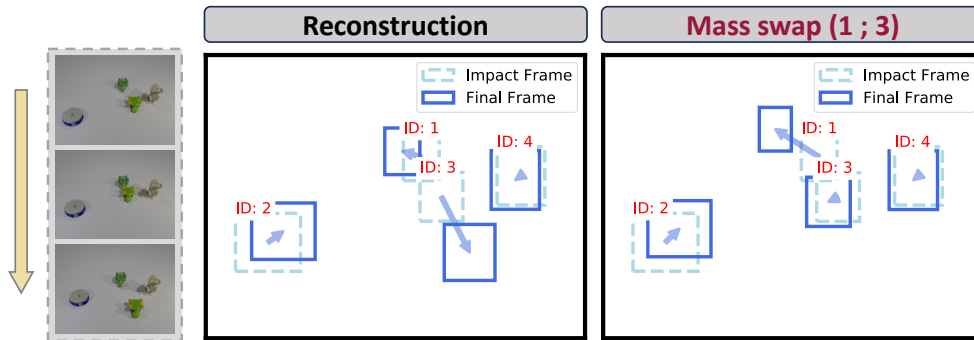 Reconstruction
Mass swap (1 ; 3)
Impact Frame
Final Frame
ID: 1
ID: 3
ID: 4
ID: 2
Impact Frame
Final Frame
ID: 1
ID: 3
ID: 4
ID: 2